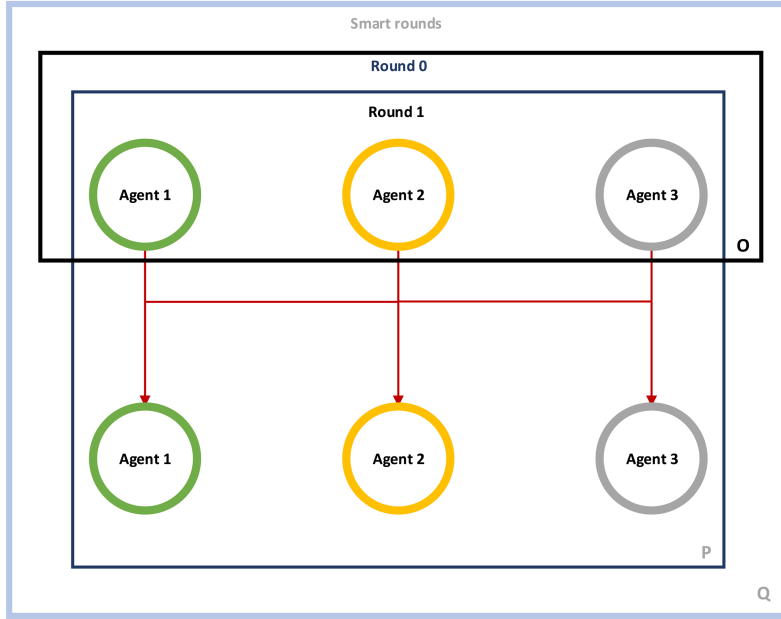 Smart rounds
Round 0
Round 1
Agent 1
Agent 2
Agent 3
O
Agent 1
Agent 2
Agent 3
P
Q